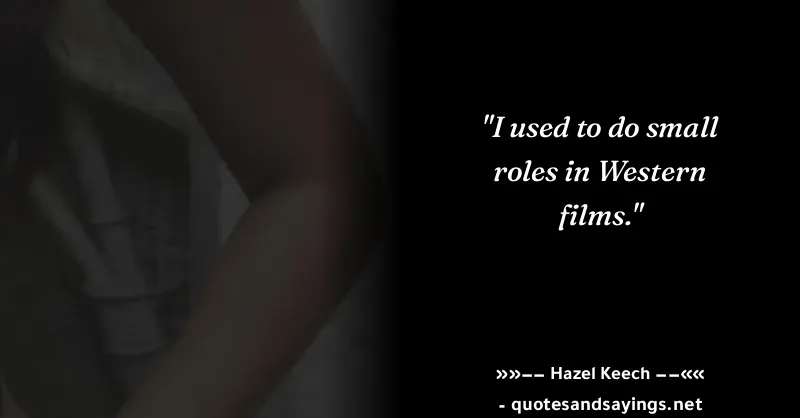 "I used to do small
roles in Western
films."
»»–– Hazel Keech ––««
- quotesandsayings.net